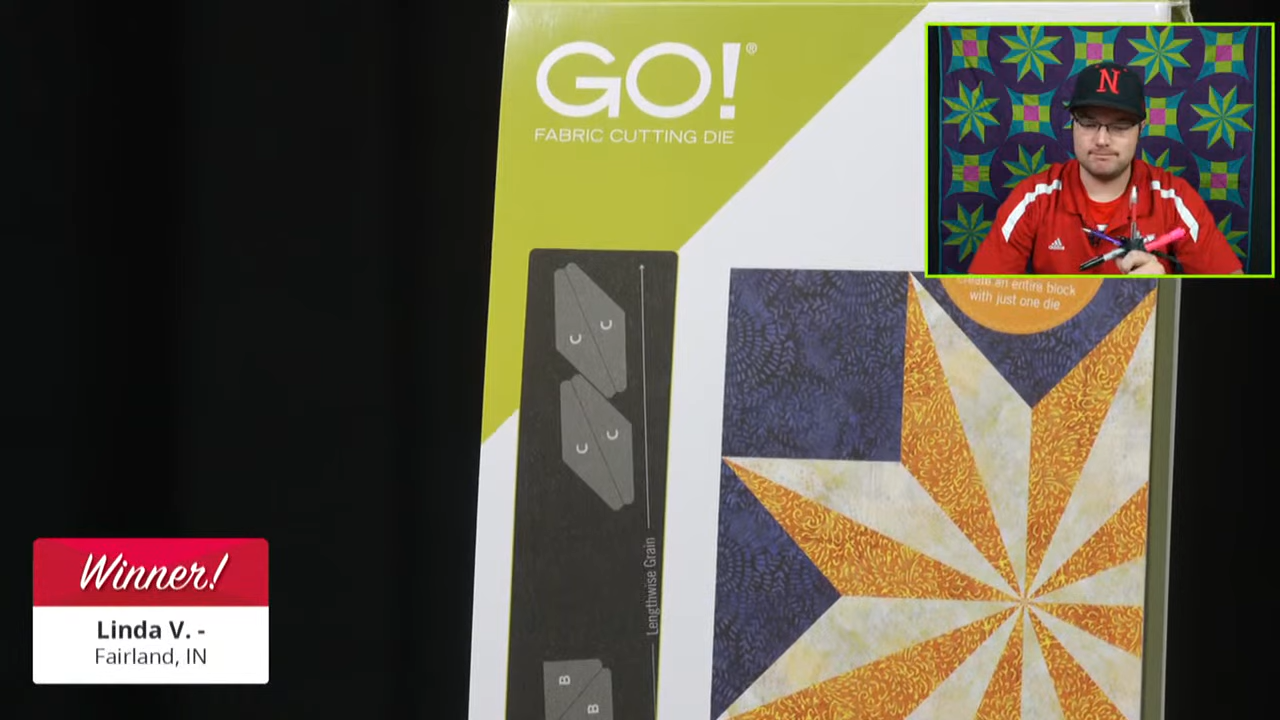 GO!®
FABRIC CUTTING DIE
create an entire block
with just one die
N
C
C
C
C
Lengthwise Grain
B
B
Winner!
Linda V. -
Fairland, IN